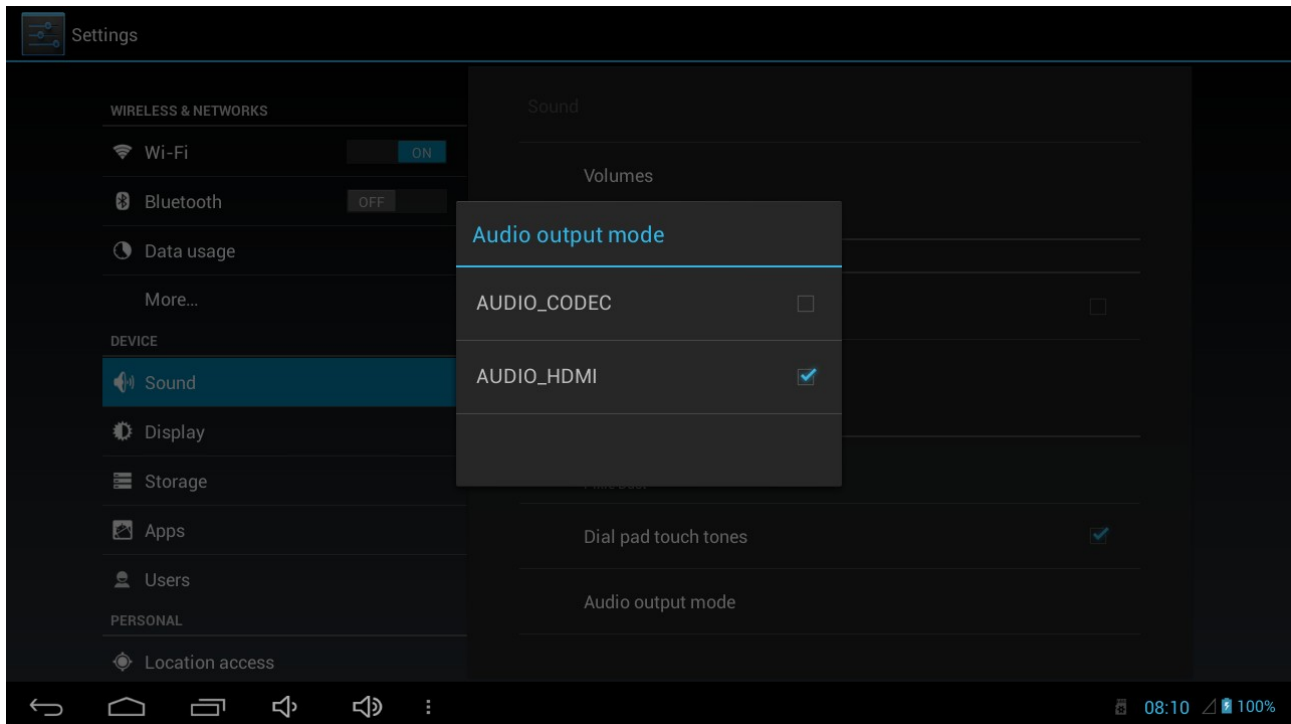 Settings
WIRELESS & NETWORKS
Wi-Fi ON
Bluetooth OFF
Data usage
More...
DEVICE
Sound
Display
Storage
Apps
Users
PERSONAL
Location access
Sound
Volumes
Audio output mode
AUDIO_CODEC
AUDIO_HDMI
Dial pad touch tones
Audio output mode
08:10 100%